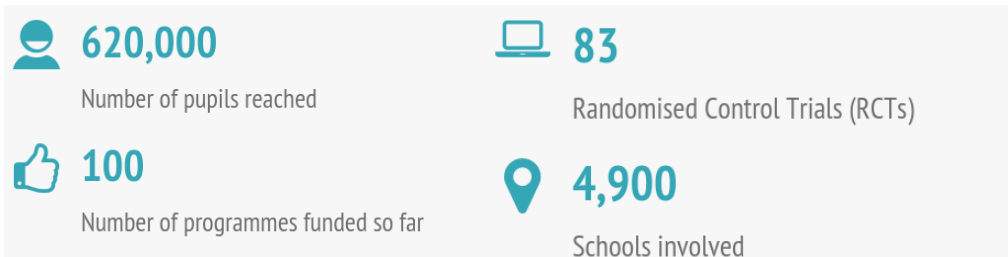 620,000
Number of pupils reached
83
Randomised Control Trials (RCTs)
100
Number of programmes funded so far
4,900
Schools involved